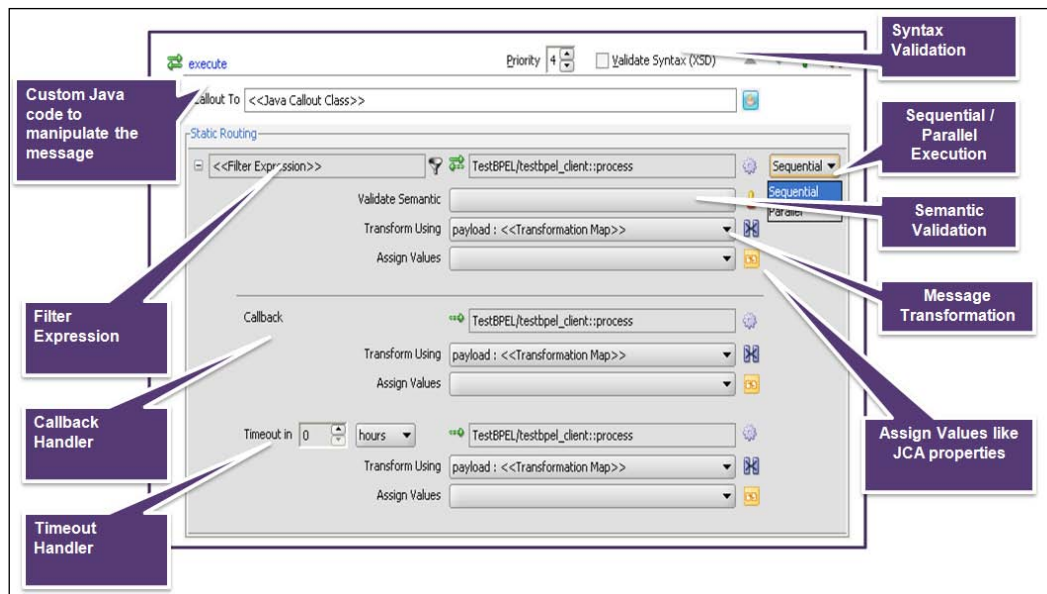 Syntax
Validation
execute
Priority 4 Validate Syntax (XSD)
Custom Java
code to
manipulate the
message
Callout To <<Java Callout Class>>
Sequential /
Parallel
Execution
Static Routing
<<Filter Expression>> TestBPEL/testbpel_client::process Sequential
Sequential
Parallel
Validate Semantic
Semantic
Validation
Transform Using payload : <<Transformation Map>>
Assign Values
Message
Transformation
Filter
Expression
Callback TestBPEL/testbpel_client::process
Transform Using payload : <<Transformation Map>>
Assign Values
Callback
Handler
Assign Values like
JCA properties
Timeout in 0 hours TestBPEL/testbpel_client::process
Transform Using payload : <<Transformation Map>>
Assign Values
Timeout
Handler